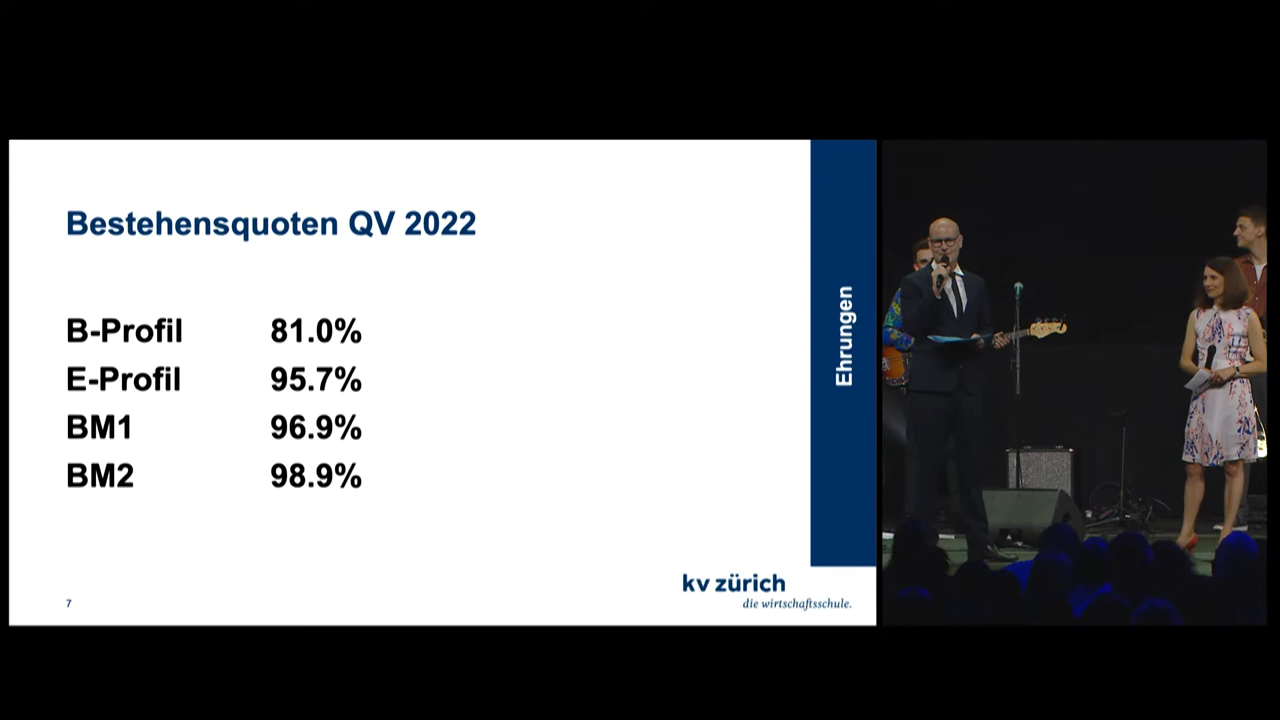 Bestehensquoten QV 2022
B-Profil 81.0%
E-Profil 95.7%
BM1 96.9%
BM2 98.9%
Ehrungen
kv zürich
die wirtschaftsschule.
7